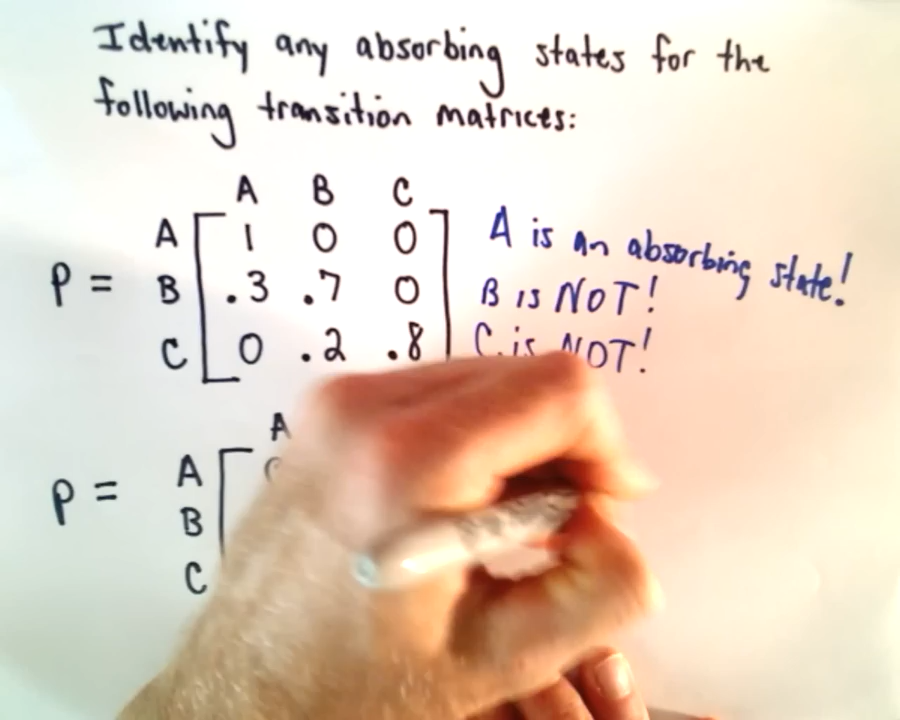 Identify any absorbing states for the
following transition matrices:
A B C
A 1 0 0 A is an absorbing state!
P = B .3 .7 0 B is NOT!
C 0 .2 .8 C is NOT!
A
A
P =
B
C